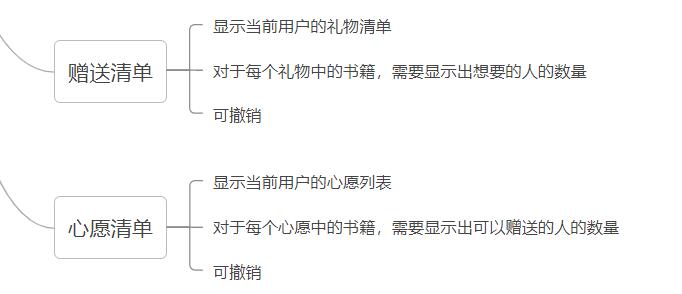 赠送清单
显示当前用户的礼物清单
对于每个礼物中的书籍，需要显示出想要的人的数量
可撤销
心愿清单
显示当前用户的心愿列表
对于每个心愿中的书籍，需要显示出可以赠送的人的数量
可撤销